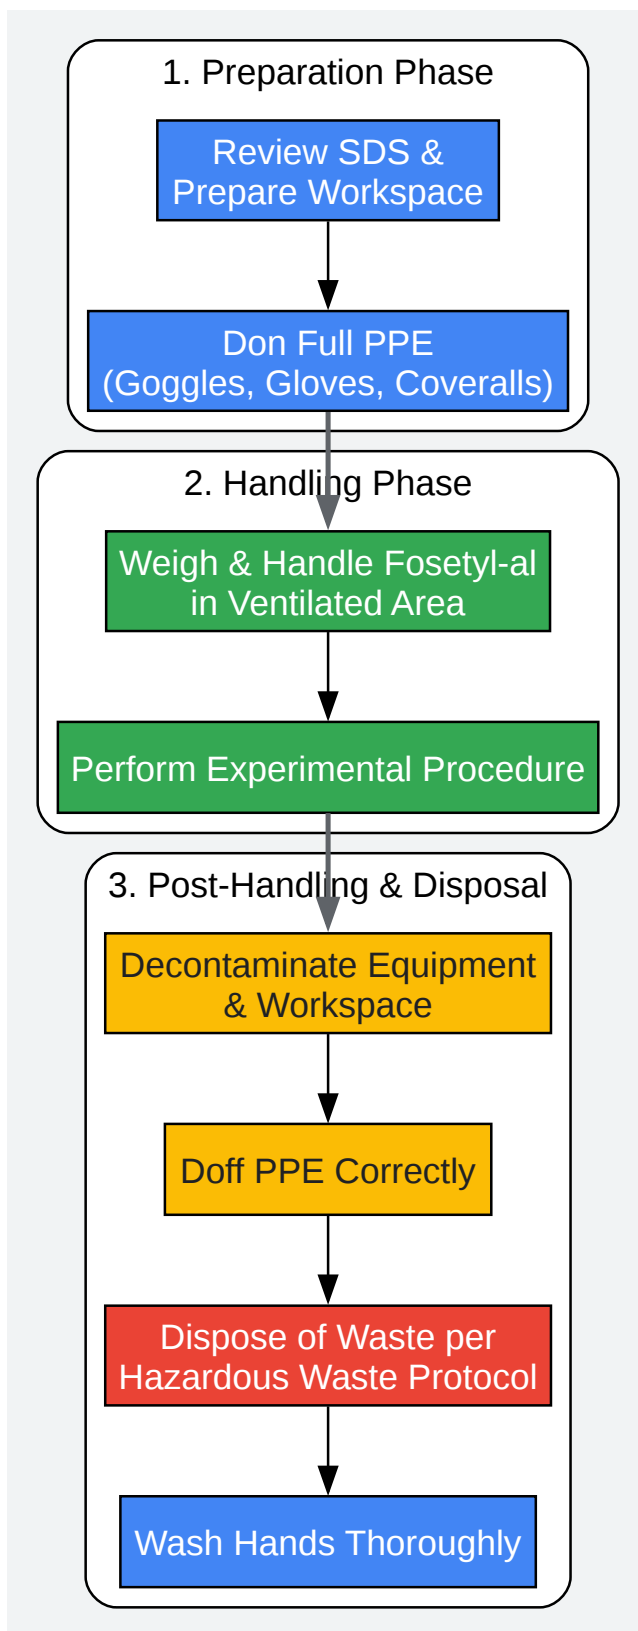 1. Preparation Phase
Review SDS &
Prepare Workspace
Don Full PPE
(Goggles, Gloves, Coveralls)
2. Handling Phase
Weigh & Handle Fosetyl-al
in Ventilated Area
Perform Experimental Procedure
3. Post-Handling & Disposal
Decontaminate Equipment
& Workspace
Doff PPE Correctly
Dispose of Waste per
Hazardous Waste Protocol
Wash Hands Thoroughly